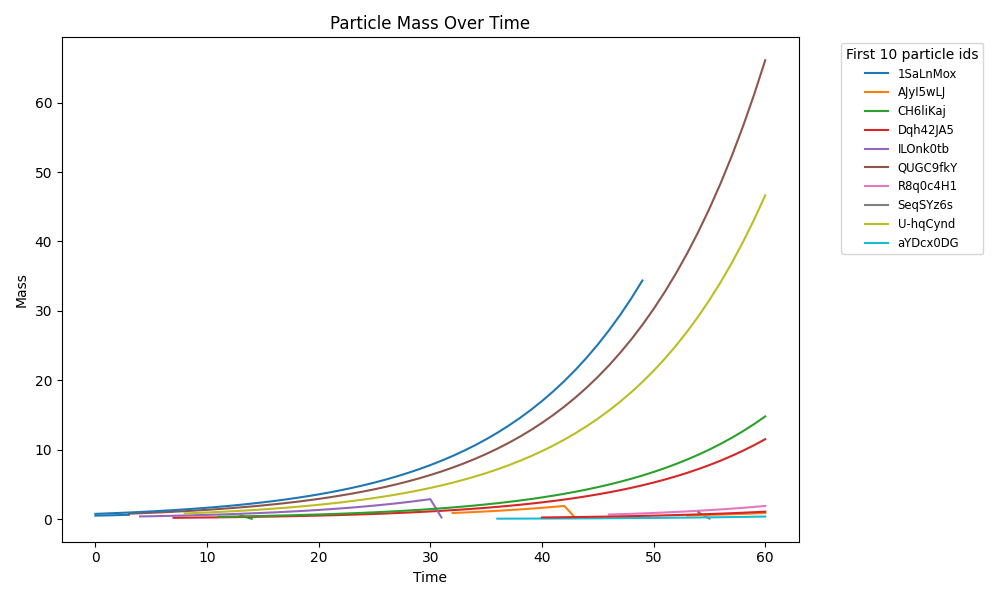 Particle Mass Over Time
Mass
60
50
40
30
20
10
0
0 10 20 30 40 50 60
Time
First 10 particle ids
1SaLnMox
AJyI5wLJ
CH6liKaj
Dqh42JA5
ILOnk0tb
QUGC9fkY
R8q0c4H1
SeqSYz6s
U-hqCynd
aYDcx0DG